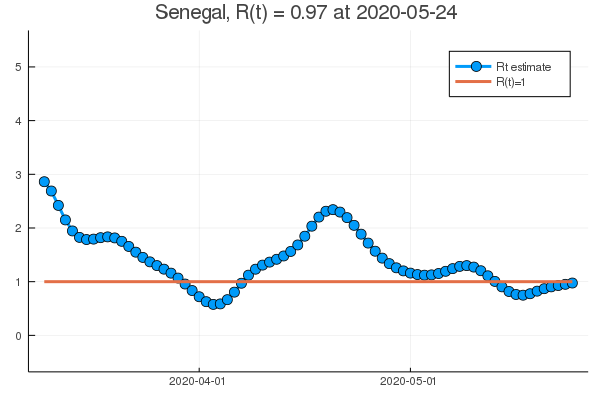 Senegal, R(t) = 0.97 at 2020-05-24
5
4
3
2
1
0
Rt estimate
R(t)=1
2020-04-01
2020-05-01